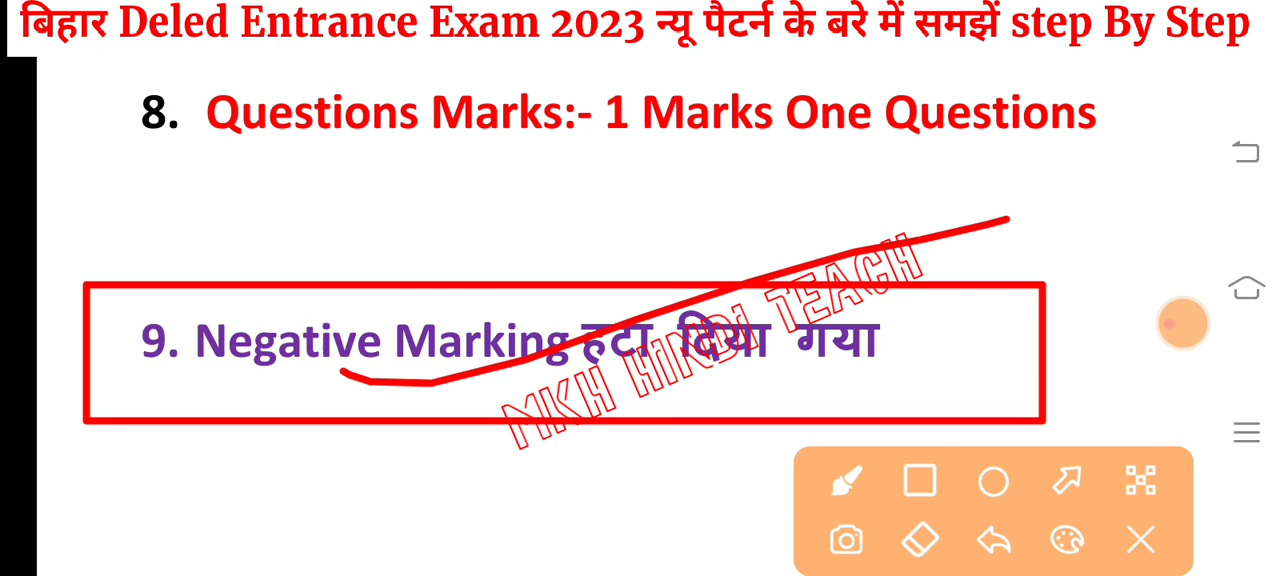 बिहार Deled Entrance Exam 2023 न्यू पैटर्न के बरे में समझें step By Step
8. Questions Marks:- 1 Marks One Questions
9. Negative Marking हटा दिया गया
MKH HINDI TEACH